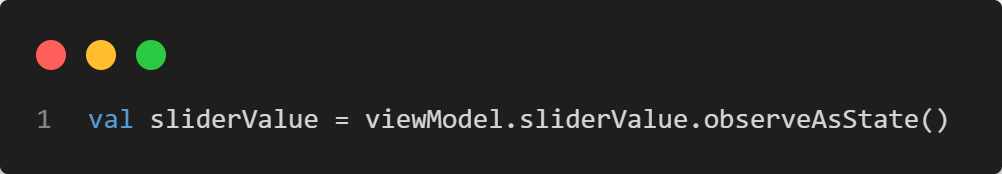 1 val sliderValue = viewModel.sliderValue.observeAsState()